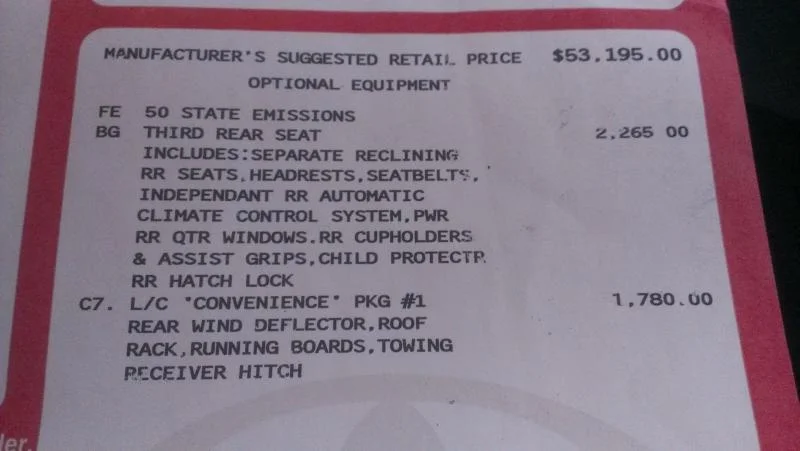 MANUFACTURER'S SUGGESTED RETAIL PRICE $53,195.00
OPTIONAL EQUIPMENT
FE 50 STATE EMISSIONS
BG THIRD REAR SEAT 2,265 00
INCLUDES:SEPARATE RECLINING
RR SEATS,HEADRESTS,SEATBELTS,
INDEPENDANT RR AUTOMATIC
CLIMATE CONTROL SYSTEM,PWR
RR QTR WINDOWS.RR CUPHOLDERS
& ASSIST GRIPS,CHILD PROTECTR
RR HATCH LOCK
C7. L/C "CONVENIENCE" PKG #1 1,780.00
REAR WIND DEFLECTOR,ROOF
RACK,RUNNING BOARDS,TOWING
RECEIVER HITCH